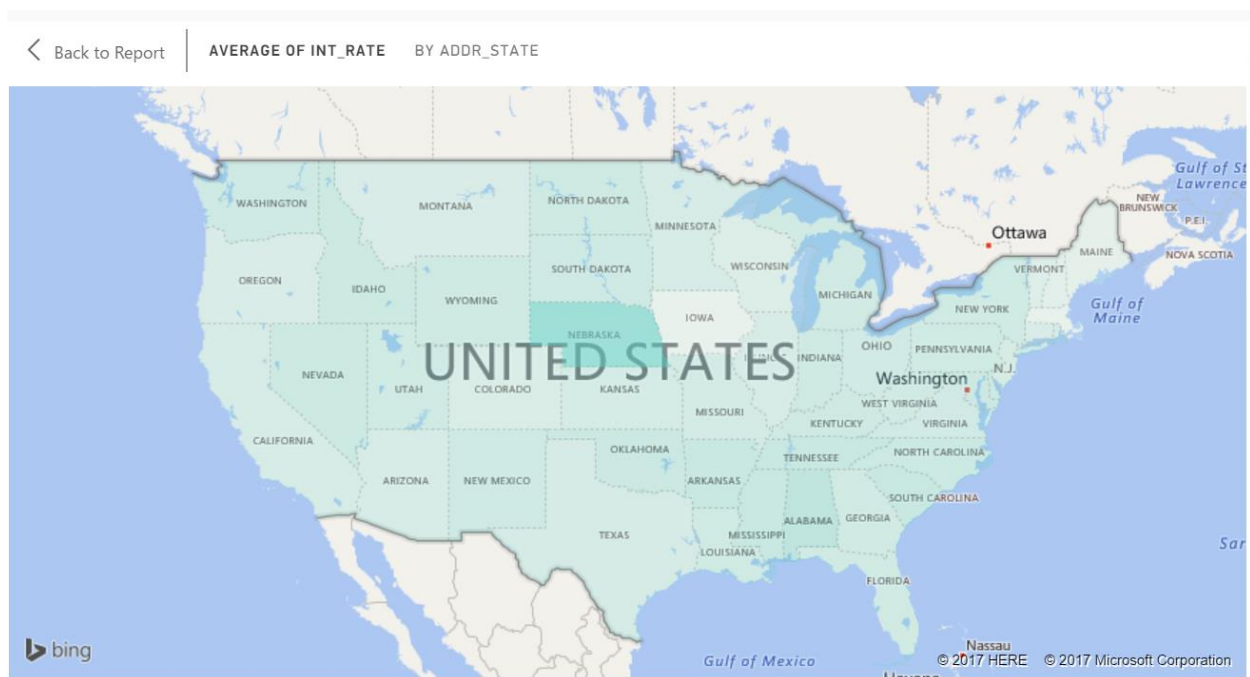 Back to Report
AVERAGE OF INT_RATE BY ADDR_STATE
Gulf of St
Lawrence
NEW
BRUNSWICK
P.E.I.
WASHINGTON
MONTANA
NORTH DAKOTA
MINNESOTA
Ottawa
MAINE
NOVA SCOTIA
OREGON
IDAHO
WYOMING
SOUTH DAKOTA
WISCONSIN
MICHIGAN
VERMONT
NEW YORK
Gulf of
Maine
IOWA
NEBRASKA
UNITED STATES
NEVADA
UTAH
COLORADO
KANSAS
ILLINOIS
INDIANA
OHIO
PENNSYLVANIA
N.J.
Washington
MISSOURI
WEST VIRGINIA
KENTUCKY
VIRGINIA
CALIFORNIA
OKLAHOMA
TENNESSEE
NORTH CAROLINA
ARIZONA
NEW MEXICO
ARKANSAS
SOUTH CAROLINA
TEXAS
MISSISSIPPI
ALABAMA
GEORGIA
LOUISIANA
Sar
FLORIDA
bing
Gulf of Mexico
Nassau
© 2017 HERE © 2017 Microsoft Corporation